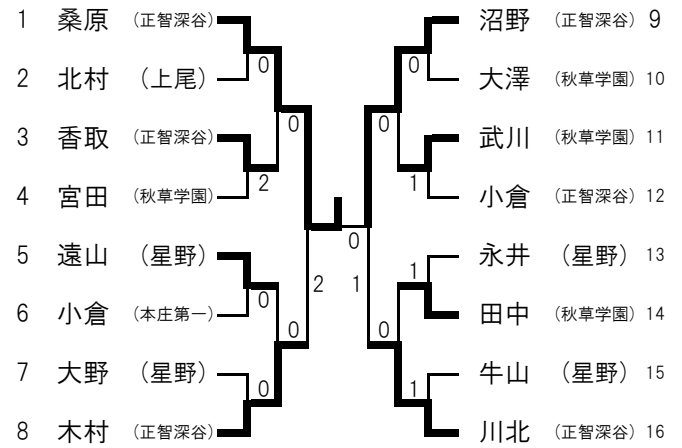 1 桑原 (正智深谷)
2 北村 (上尾)
3 香取 (正智深谷)
4 宮田 (秋草学園)
5 遠山 (星野)
6 小倉 (本庄第一)
7 大野 (星野)
8 木村 (正智深谷)
0
2
0
0
0
0
2
0
1
0
0
0
1
1
1
沼野 (正智深谷) 9
大澤 (秋草学園) 10
武川 (秋草学園) 11
小倉 (正智深谷) 12
永井 (星野) 13
田中 (秋草学園) 14
牛山 (星野) 15
川北 (正智深谷) 16